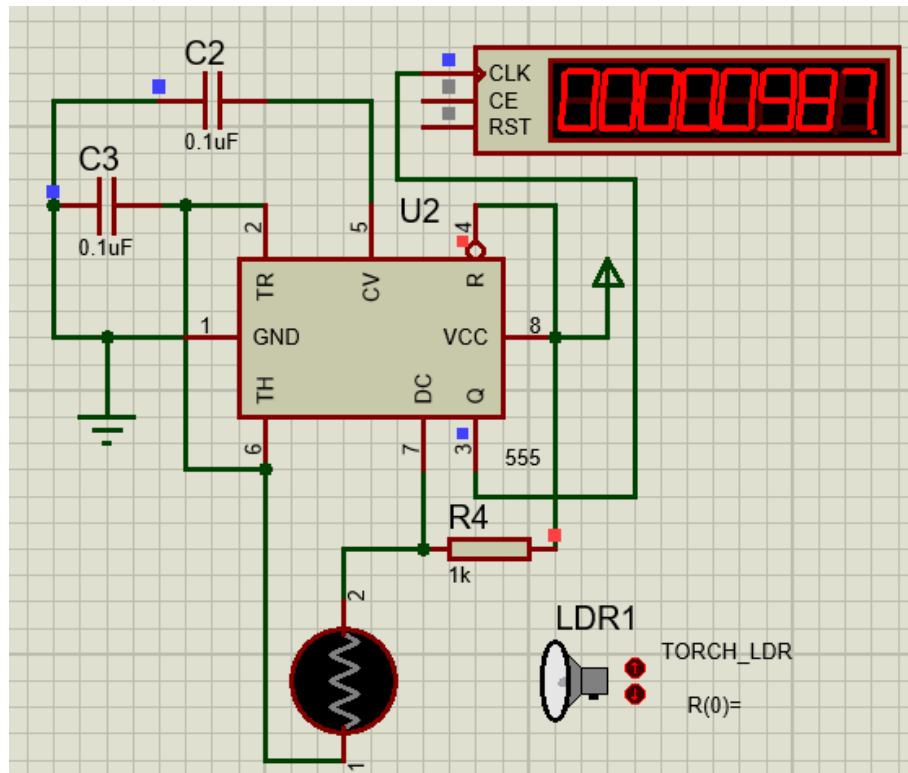 C2
0.1uF
C3
0.1uF
CLK
CE
RST
00000987.
U2
2
5
4
TR
CV
R
1
GND
VCC
8
TH
DC
Q
6
7
3
555
R4
1k
2
1
LDR1
TORCH_LDR
R(0)=